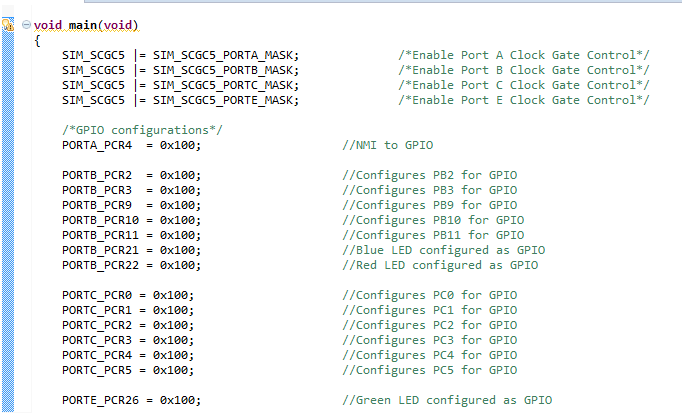 void main(void)
{
SIM_SCGC5 |= SIM_SCGC5_PORTA_MASK; /*Enable Port A Clock Gate Control*/
SIM_SCGC5 |= SIM_SCGC5_PORTB_MASK; /*Enable Port B Clock Gate Control*/
SIM_SCGC5 |= SIM_SCGC5_PORTC_MASK; /*Enable Port C Clock Gate Control*/
SIM_SCGC5 |= SIM_SCGC5_PORTE_MASK; /*Enable Port E Clock Gate Control*/
/*GPIO configurations*/
PORTA_PCR4 = 0x100; //NMI to GPIO
PORTB_PCR2 = 0x100; //Configures PB2 for GPIO
PORTB_PCR3 = 0x100; //Configures PB3 for GPIO
PORTB_PCR9 = 0x100; //Configures PB9 for GPIO
PORTB_PCR10 = 0x100; //Configures PB10 for GPIO
PORTB_PCR11 = 0x100; //Configures PB11 for GPIO
PORTB_PCR21 = 0x100; //Blue LED configured as GPIO
PORTB_PCR22 = 0x100; //Red LED configured as GPIO
PORTC_PCR0 = 0x100; //Configures PC0 for GPIO
PORTC_PCR1 = 0x100; //Configures PC1 for GPIO
PORTC_PCR2 = 0x100; //Configures PC2 for GPIO
PORTC_PCR3 = 0x100; //Configures PC3 for GPIO
PORTC_PCR4 = 0x100; //Configures PC4 for GPIO
PORTC_PCR5 = 0x100; //Configures PC5 for GPIO
PORTE_PCR26 = 0x100; //Green LED configured as GPIO